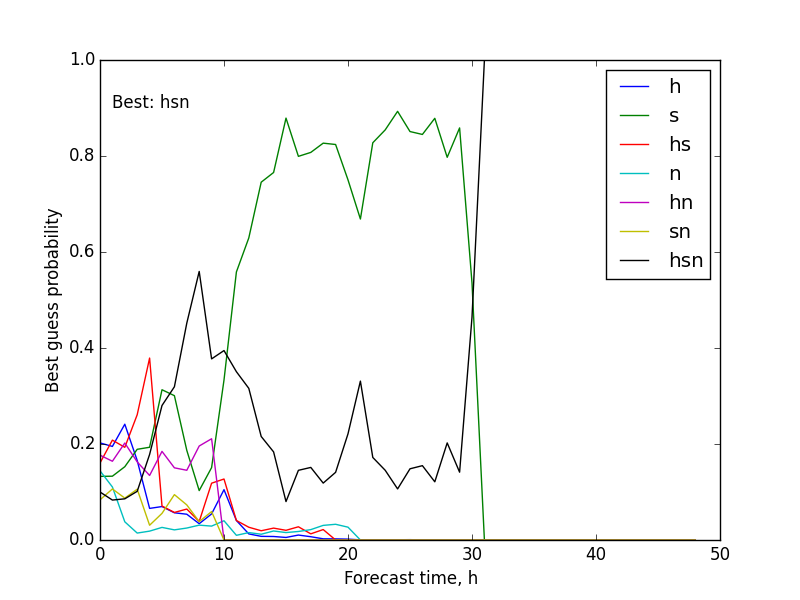 Best: hsn
h
s
hs
n
hn
sn
hsn
1.0
0.8
0.6
0.4
0.2
0.0
Best guess probability
0 10 20 30 40 50
Forecast time, h